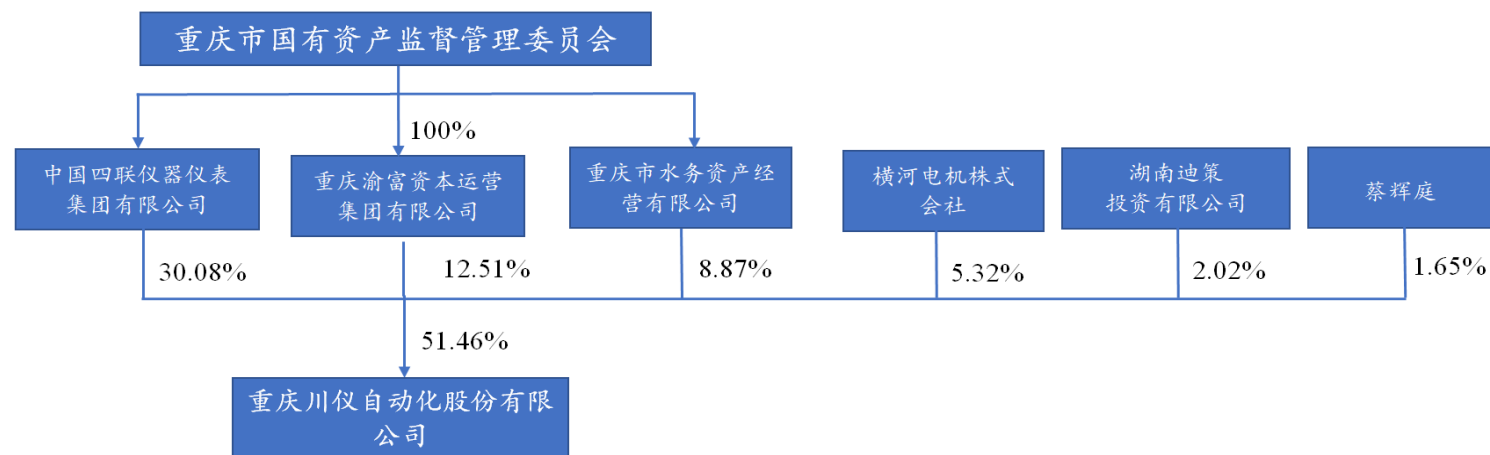 重庆市国有资产监督管理委员会
100%
中国四联仪器仪表
集团有限公司
重庆渝富资本运营
集团有限公司
重庆市水务资产经
营有限公司
横河电机株式
会社
湖南迪策
投资有限公司
蔡辉庭
30.08%
12.51%
8.87%
5.32%
2.02%
1.65%
51.46%
重庆川仪自动化股份有限
公司